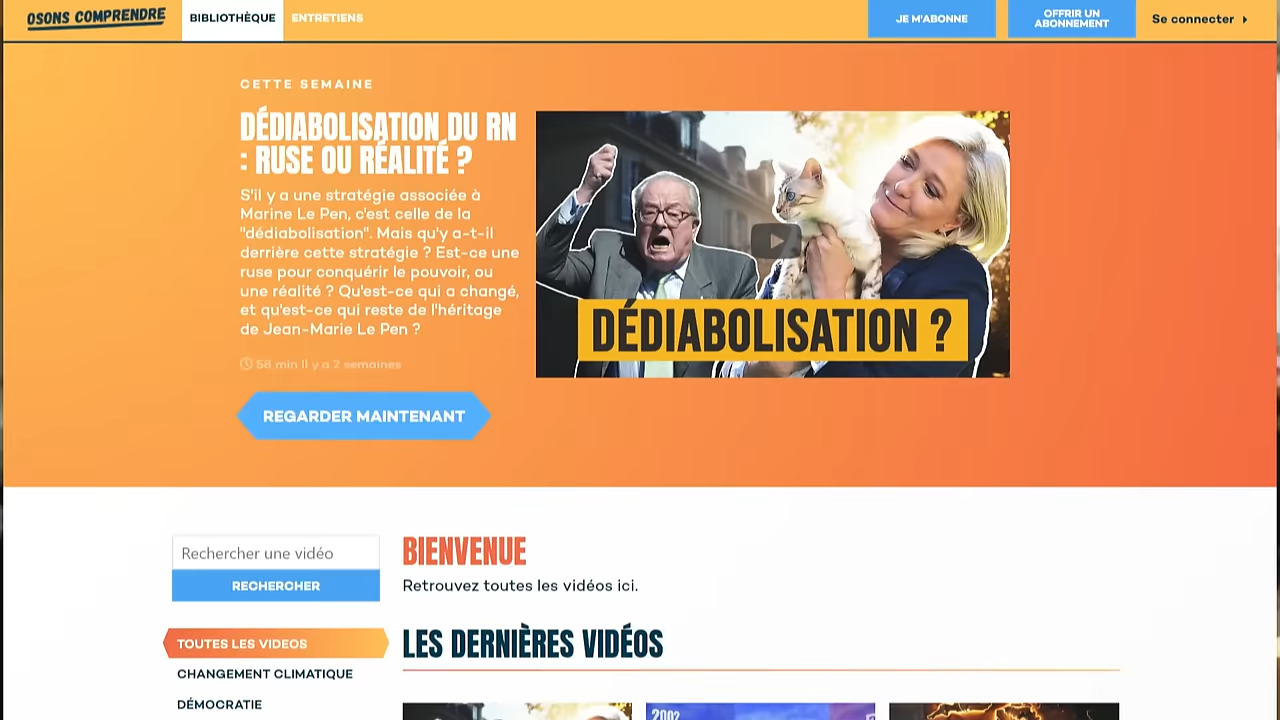 OSONS COMPRENDRE
BIBLIOTHÈQUE
ENTRETIENS
JE M'ABONNE
OFFRIR UN
ABONNEMENT
Se connecter
CETTE SEMAINE
DÉDIABOLISATION DU RN
: RUSE OU RÉALITÉ ?
S'il y a une stratégie associée à
Marine Le Pen, c'est celle de la
"dédiabolisation". Mais qu'y a-t-il
derrière cette stratégie ? Est-ce une
ruse pour conquérir le pouvoir, ou
une réalité ? Qu'est-ce qui a changé,
et qu'est-ce qui reste de l'héritage
de Jean-Marie Le Pen ?
58 min Il y a 2 semaines
REGARDER MAINTENANT
DÉDIABOLISATION ?
Rechercher une vidéo
RECHERCHER
TOUTES LES VIDEOS
CHANGEMENT CLIMATIQUE
DÉMOCRATIE
BIENVENUE
Retrouvez toutes les vidéos ici.
LES DERNIÈRES VIDÉOS
2002